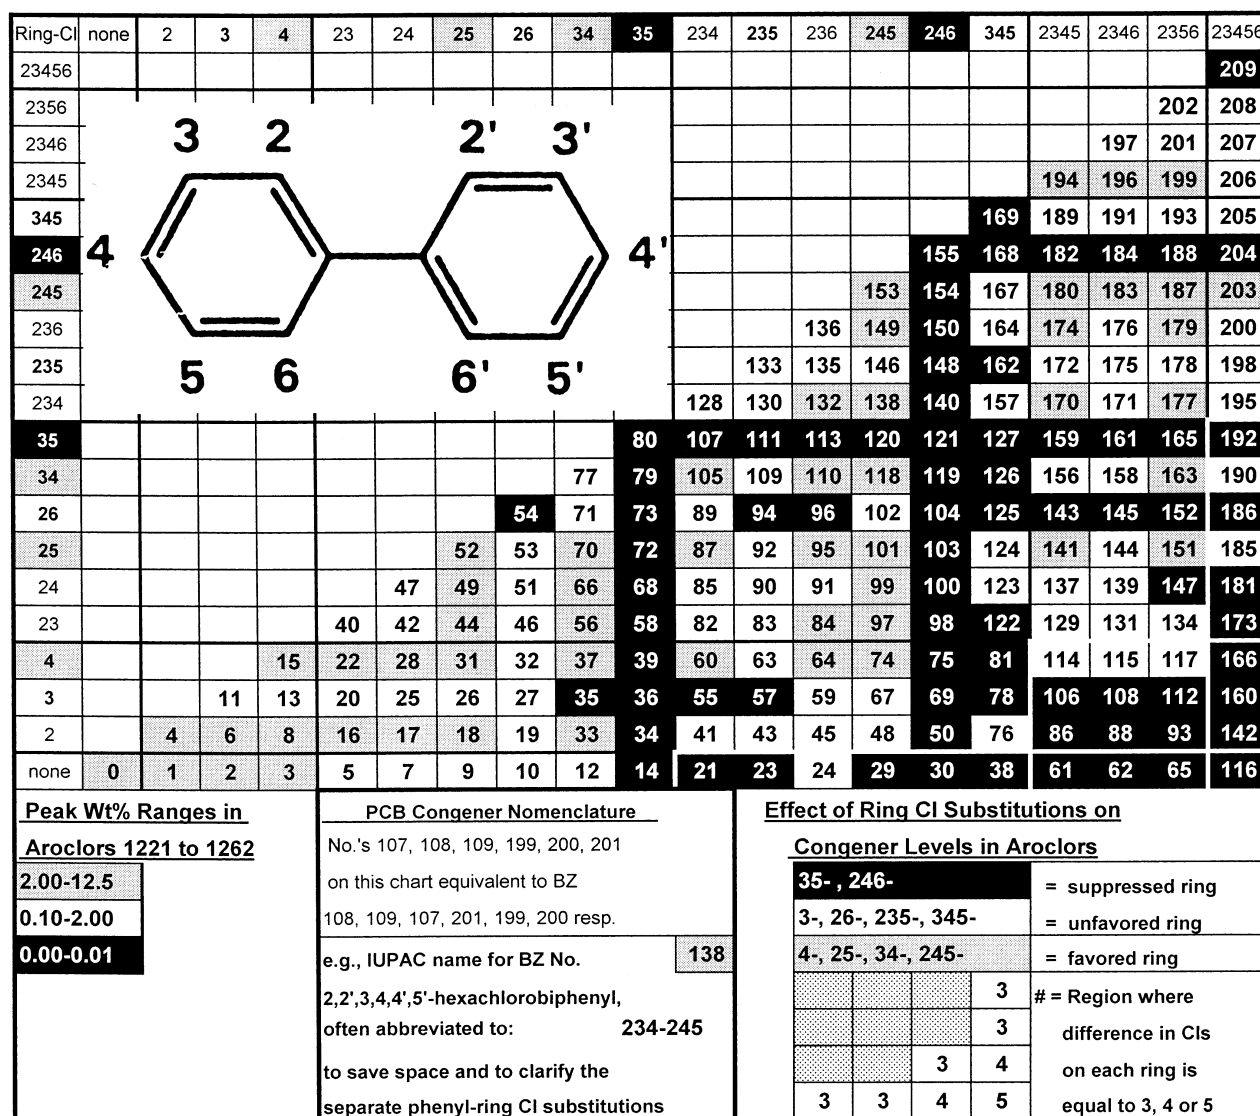 Ring-Cl none 2 3 4 23 24 25 26 34 35 234 235 236 245 246 345 2345 2346 2356 23456
23456 209
2356 202 208
2346 197 201 207
2345 194 196 199 206
345 169 189 191 193 205
246 155 168 182 184 188 204
245 153 154 167 180 183 187 203
236 136 149 150 164 174 176 179 200
235 133 135 146 148 162 172 175 178 198
234 128 130 132 138 140 157 170 171 177 195
3 2 2' 3'
4 4'
5 6 6' 5'
35 80 107 111 113 120 121 127 159 161 165 192
34 77 79 105 109 110 118 119 126 156 158 163 190
26 54 71 73 89 94 96 102 104 125 143 145 152 186
25 52 53 70 72 87 92 95 101 103 124 141 144 151 185
24 47 49 51 66 68 85 90 91 99 100 123 137 139 147 181
23 40 42 44 46 56 58 82 83 84 97 98 122 129 131 134 173
4 15 22 28 31 32 37 39 60 63 64 74 75 81 114 115 117 166
3 11 13 20 25 26 27 35 36 55 57 59 67 69 78 106 108 112 160
2 4 6 8 16 17 18 19 33 34 41 43 45 48 50 76 86 88 93 142
none 0 1 2 3 5 7 9 10 12 14 21 23 24 29 30 38 61 62 65 116
Peak Wt% Ranges in
Aroclors 1221 to 1262
2.00-12.5
0.10-2.00
0.00-0.01
PCB Congener Nomenclature
No.'s 107, 108, 109, 199, 200, 201
on this chart equivalent to BZ
108, 109, 107, 201, 199, 200 resp.
e.g., IUPAC name for BZ No. 138
2,2',3,4,4',5'-hexachlorobiphenyl,
often abbreviated to: 234-245
to save space and to clarify the
separate phenyl-ring Cl substitutions
Effect of Ring Cl Substitutions on
Congener Levels in Aroclors
35- , 246- = suppressed ring
3-, 26-, 235-, 345- = unfavored ring
4-, 25-, 34-, 245- = favored ring
3 # = Region where
3 difference in Cls
3 4 on each ring is
3 3 4 5 equal to 3, 4 or 5